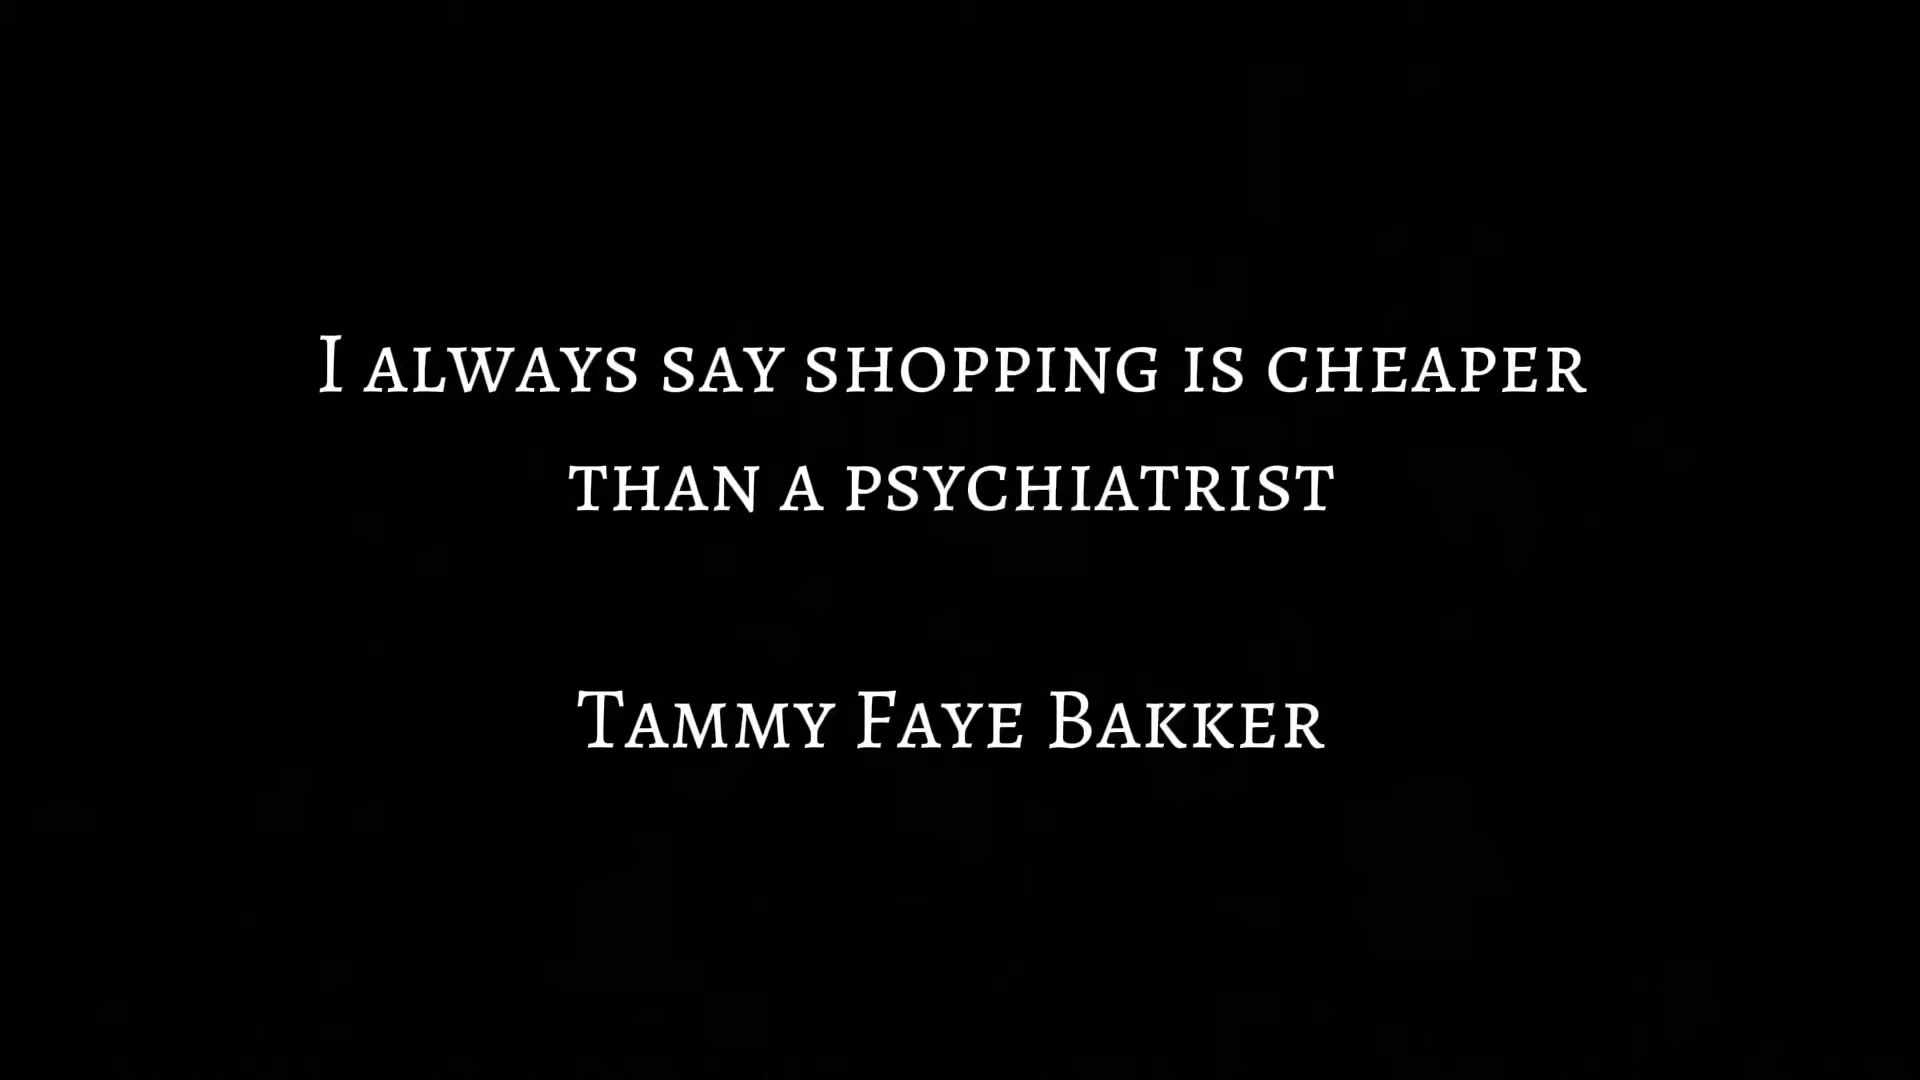 I always say shopping is cheaper
than a psychiatrist
Tammy Faye Bakker